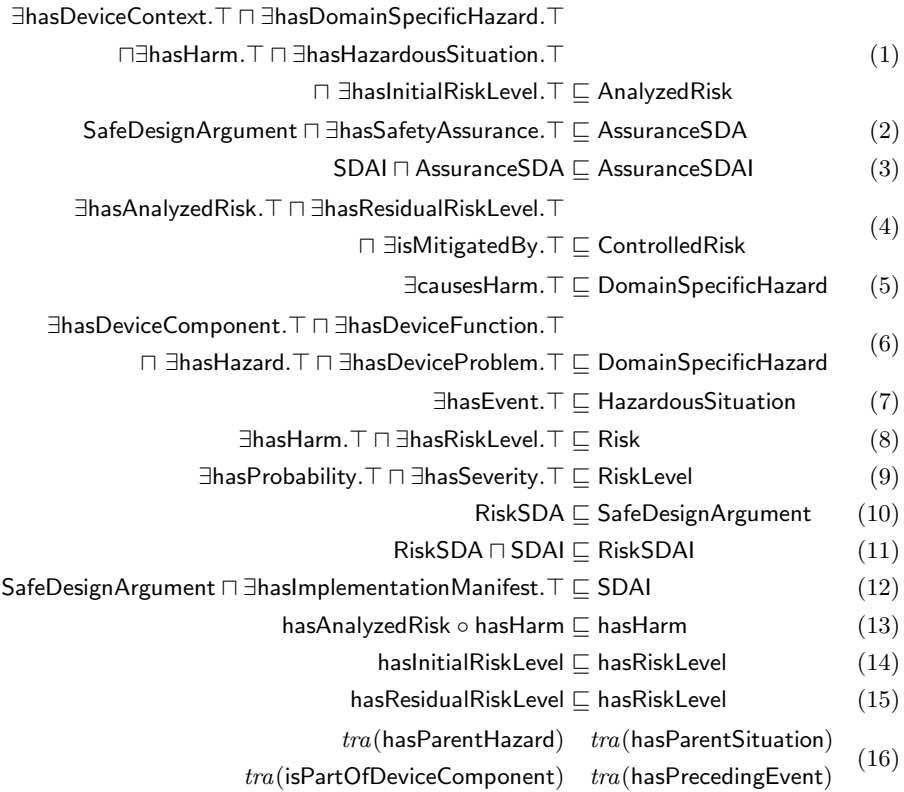 ∃hasDeviceContext.⊤ ⊓ ∃hasDomainSpecificHazard.⊤
⊓∃hasHarm.⊤ ⊓ ∃hasHazardousSituation.⊤ (1)
⊓ ∃hasInitialRiskLevel.⊤ ⊑ AnalyzedRisk
SafeDesignArgument ⊓ ∃hasSafetyAssurance.⊤ ⊑ AssuranceSDA (2)
SDAI ⊓ AssuranceSDA ⊑ AssuranceSDAI (3)
∃hasAnalyzedRisk.⊤ ⊓ ∃hasResidualRiskLevel.⊤
(4)
⊓ ∃isMitigatedBy.⊤ ⊑ ControlledRisk
∃causesHarm.⊤ ⊑ DomainSpecificHazard (5)
∃hasDeviceComponent.⊤ ⊓ ∃hasDeviceFunction.⊤
(6)
⊓ ∃hasHazard.⊤ ⊓ ∃hasDeviceProblem.⊤ ⊑ DomainSpecificHazard
∃hasEvent.⊤ ⊑ HazardousSituation (7)
∃hasHarm.⊤ ⊓ ∃hasRiskLevel.⊤ ⊑ Risk (8)
∃hasProbability.⊤ ⊓ ∃hasSeverity.⊤ ⊑ RiskLevel (9)
RiskSDA ⊑ SafeDesignArgument (10)
RiskSDA ⊓ SDAI ⊑ RiskSDAI (11)
SafeDesignArgument ⊓ ∃hasImplementationManifest.⊤ ⊑ SDAI (12)
hasAnalyzedRisk ∘ hasHarm ⊑ hasHarm (13)
hasInitialRiskLevel ⊑ hasRiskLevel (14)
hasResidualRiskLevel ⊑ hasRiskLevel (15)
tra(hasParentHazard) tra(hasParentSituation)
(16)
tra(isPartOfDeviceComponent) tra(hasPrecedingEvent)